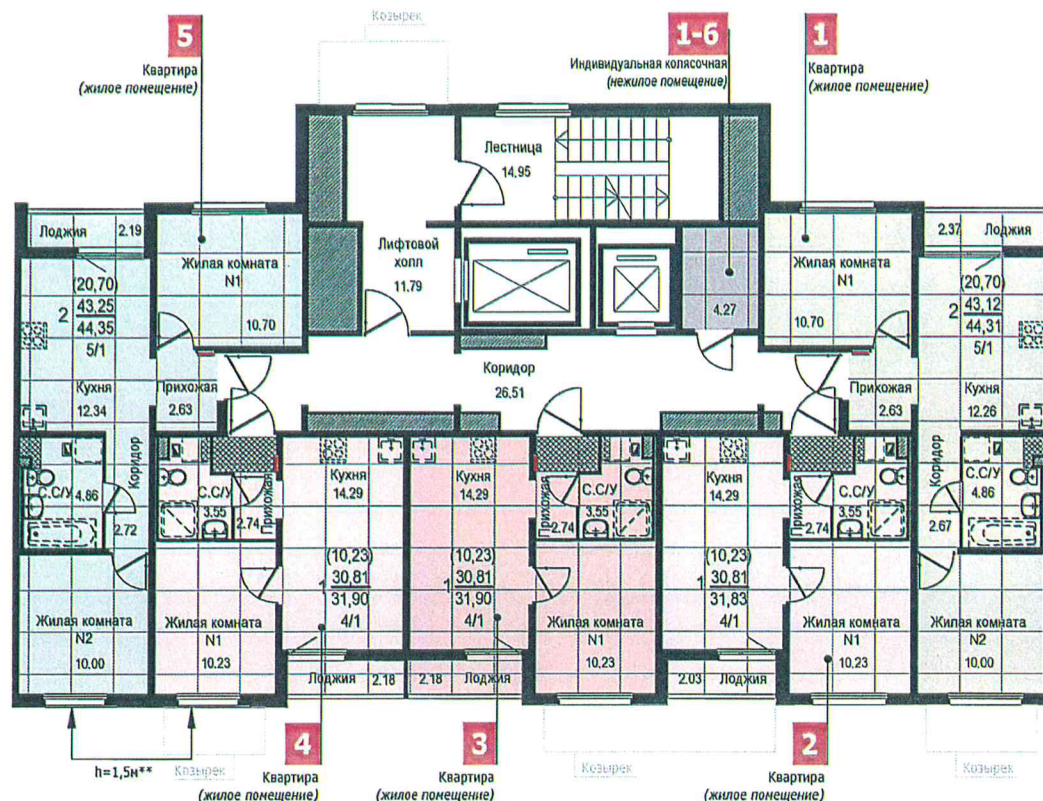 Козырек
5
Квартира
(жилое помещение)
1-6
Индивидуальная колясочная
(нежилое помещение)
1
Квартира
(жилое помещение)
Лестница
14.95
Лоджия 2.19
Жилая комната
N1
10.70
Лифтовой
холл
11.79
4.27
Жилая комната
N1
10.70
2.37 Лоджия
(20,70)
2 43,25
44,35
5/1
(20,70)
2 43,12
44,31
5/1
Кухня
12.34
Прихожая
2.63
Коридор
26.51
Прихожая
2.63
Кухня
12.26
С.С/У
4.86
Коридор
2.72
С.С/У
3.55
Прихожая
2.74
Кухня
14.29
Кухня
14.29
Прихожая
2.74
С.С/У
3.55
Кухня
14.29
Прихожая
2.74
С.С/У
3.55
Коридор
2.67
С.С/У
4.86
(10,23)
1 30,81
31,90
4/1
(10,23)
1 30,81
31,90
4/1
(10,23)
1 30,81
31,83
4/1
Жилая комната
N2
10.00
Жилая комната
N1
10.23
Жилая комната
N1
10,23
Жилая комната
N1
10.23
Жилая комната
N2
10.00
Лоджия 2.18
2.18 Лоджия
2.03 Лоджия
h=1,5м**
Козырек
4
Квартира
(жилое помещение)
3
Квартира
(жилое помещение)
Козырек
2
Квартира
(жилое помещение)
Козырек